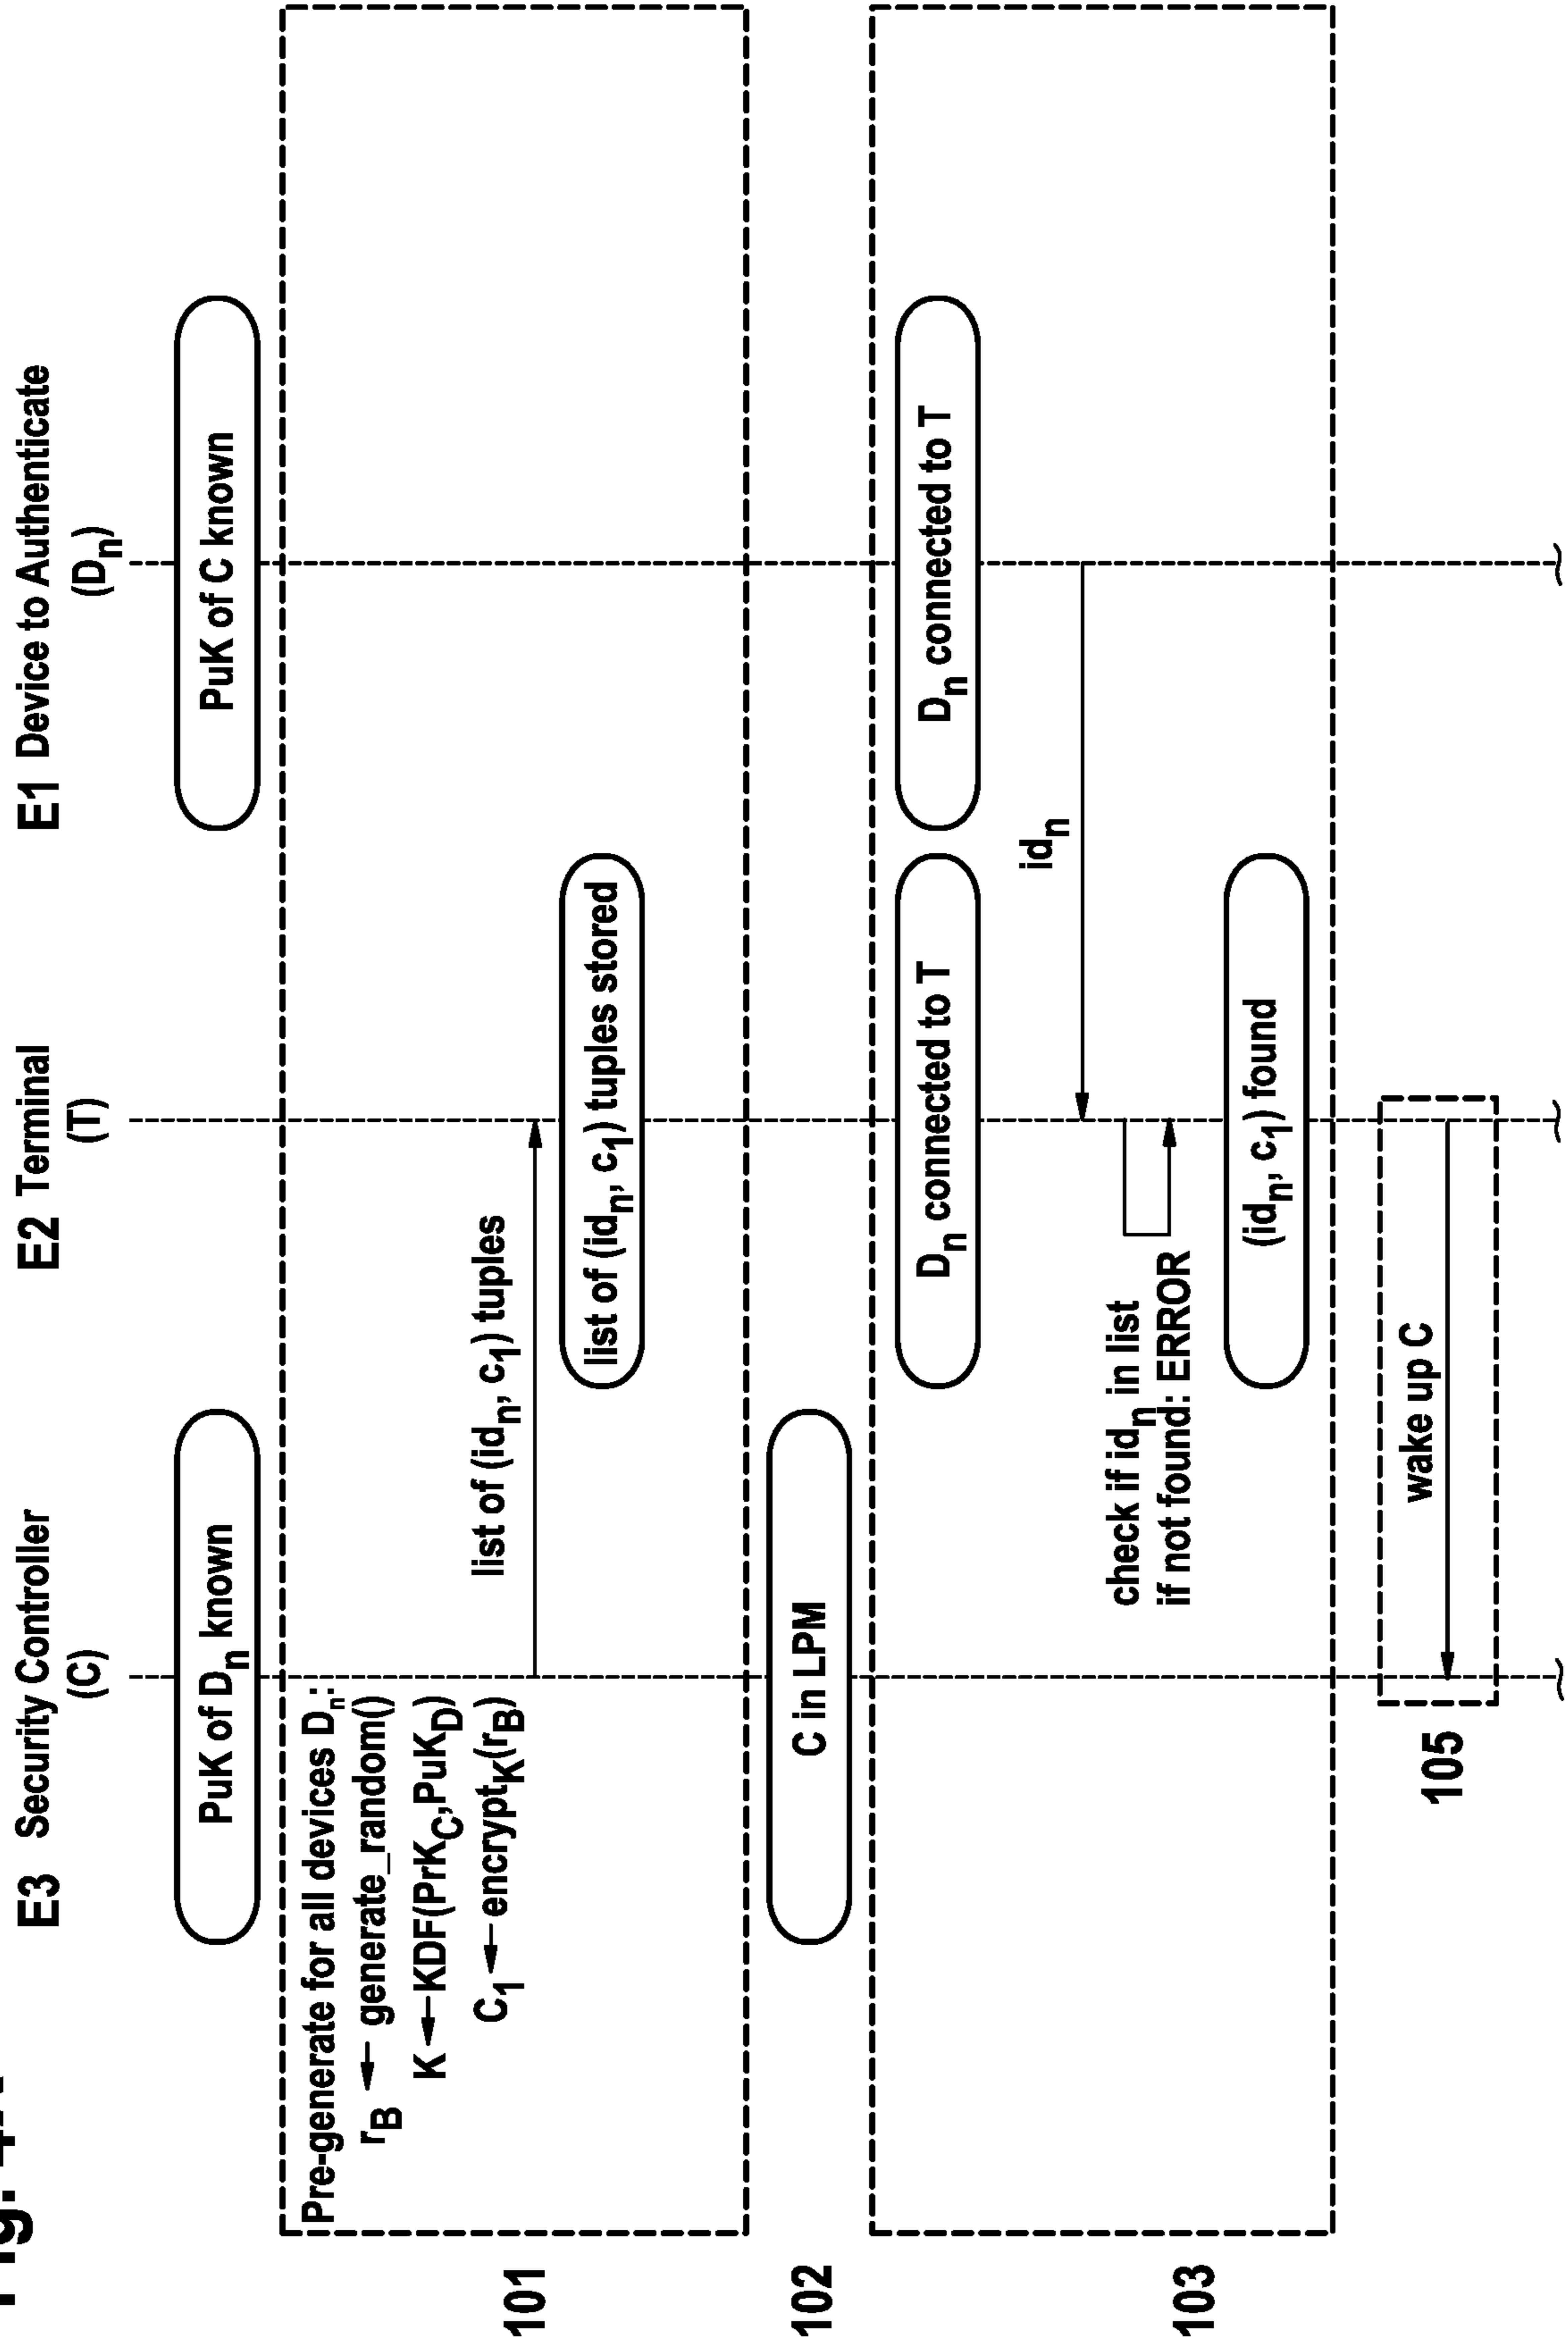 E3 Security Controller
(C)
E2 Terminal
(T)
E1 Device to Authenticate
(Dn)
PuK of Dn known
PuK of C known
101
Pre-generate for all devices Dn:
rB ← generate_random()
K ← KDF(PrKC,PuKD)
C1 ← encryptK(rB)
list of (idn, c1) tuples
list of (idn, c1) tuples stored
102
C in LPM
103
Dn connected to T
Dn connected to T
idn
check if idn in list
if not found: ERROR
(idn, c1) found
105
wake up C